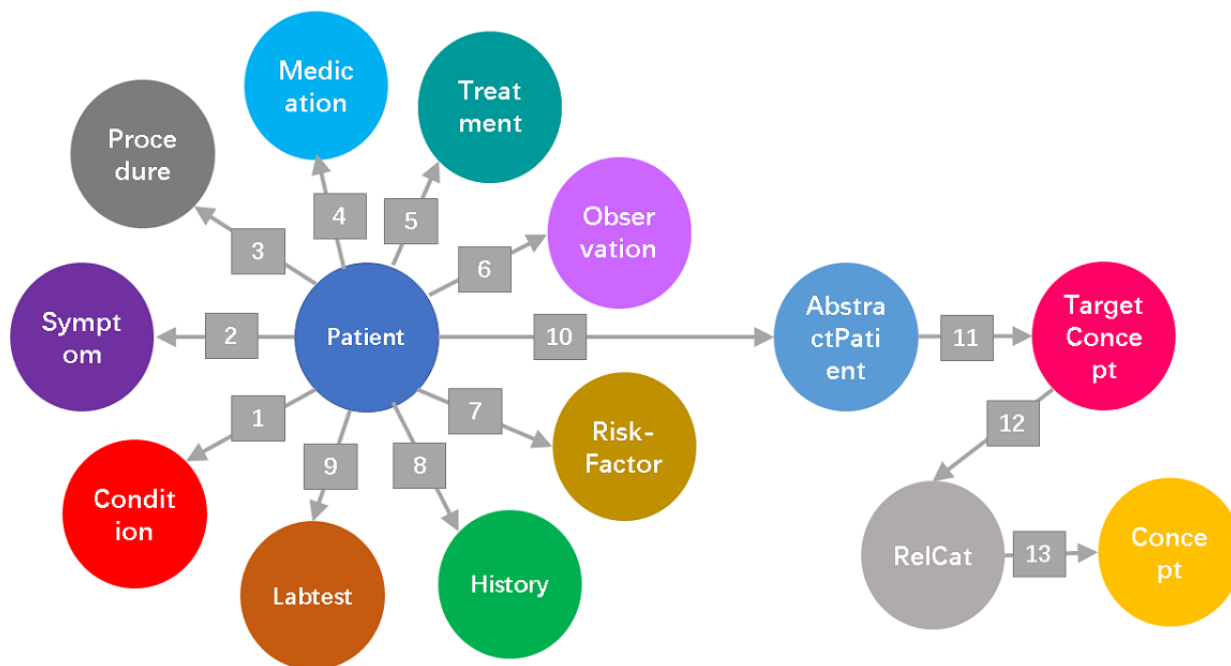 Medic
ation
Treat
ment
Proce
dure
4
5
Obser
vation
3
6
Sympt
om
2
Patient
10
Abstra
ctPati
ent
11
Target
Conce
pt
1
7
12
9
8
Risk-
Factor
Condit
ion
Labtest
History
RelCat
13
Conce
pt